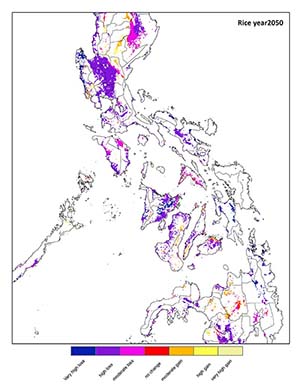 Rice year2050
very high loss
high loss
moderate loss
no change
moderate gain
high gain
very high gain